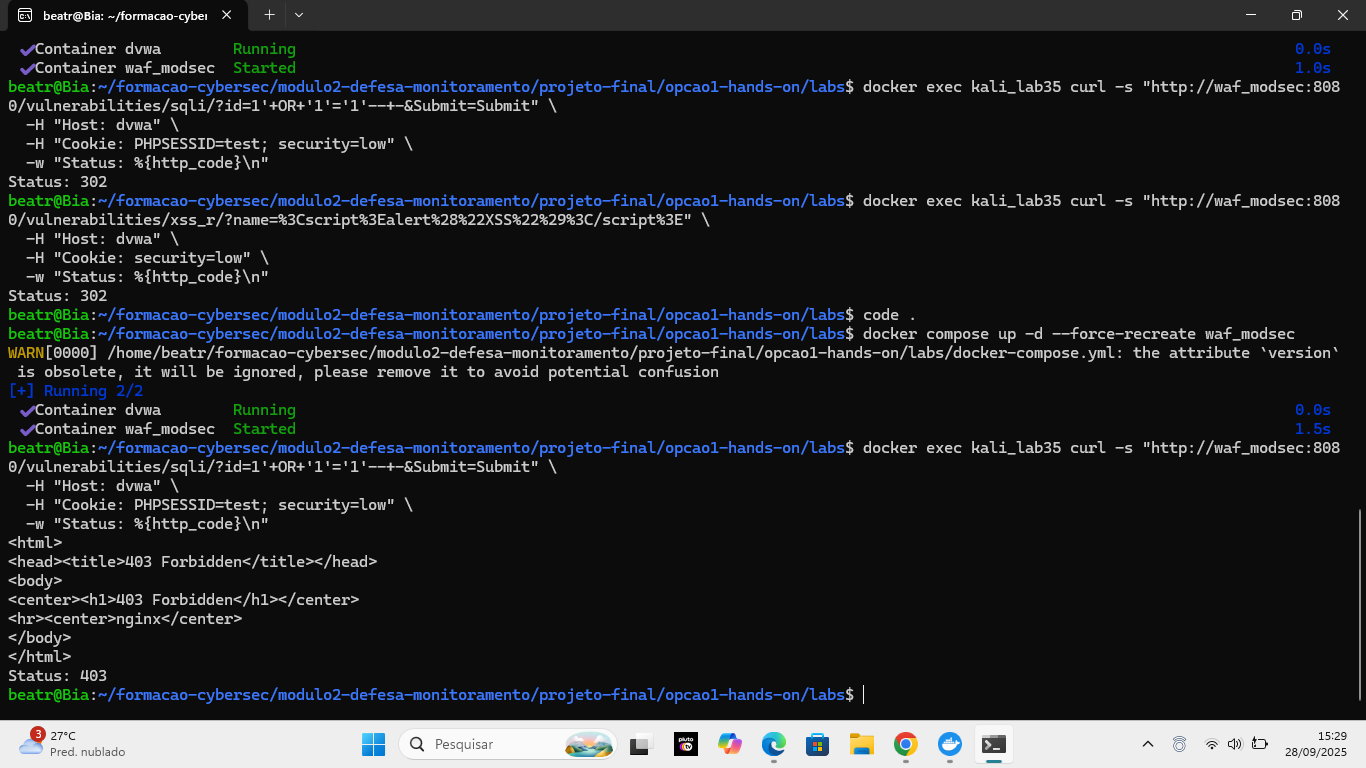 beatr@Bia: ~/formacao-cyber
Container dvwa Running 0.0s
Container waf_modsec Started 1.0s
beatr@Bia:~/formacao-cybersec/modulo2-defesa-monitoramento/projeto-final/opcao1-hands-on/labs$ docker exec kali_lab35 curl -s "http://waf_modsec:808
0/vulnerabilities/sqli/?id=1'+OR+'1'='1'--+-&Submit=Submit" \
-H "Host: dvwa" \
-H "Cookie: PHPSESSID=test; security=low" \
-w "Status: %{http_code}\n"
Status: 302
beatr@Bia:~/formacao-cybersec/modulo2-defesa-monitoramento/projeto-final/opcao1-hands-on/labs$ docker exec kali_lab35 curl -s "http://waf_modsec:808
0/vulnerabilities/xss_r/?name=%3Cscript%3Ealert%28%22XSS%22%29%3C/script%3E" \
-H "Host: dvwa" \
-H "Cookie: security=low" \
-w "Status: %{http_code}\n"
Status: 302
beatr@Bia:~/formacao-cybersec/modulo2-defesa-monitoramento/projeto-final/opcao1-hands-on/labs$ code .
beatr@Bia:~/formacao-cybersec/modulo2-defesa-monitoramento/projeto-final/opcao1-hands-on/labs$ docker compose up -d --force-recreate waf_modsec
WARN[0000] /home/beatr/formacao-cybersec/modulo2-defesa-monitoramento/projeto-final/opcao1-hands-on/labs/docker-compose.yml: the attribute `version`
is obsolete, it will be ignored, please remove it to avoid potential confusion
[+] Running 2/2
Container dvwa Running 0.0s
Container waf_modsec Started 1.5s
beatr@Bia:~/formacao-cybersec/modulo2-defesa-monitoramento/projeto-final/opcao1-hands-on/labs$ docker exec kali_lab35 curl -s "http://waf_modsec:808
0/vulnerabilities/sqli/?id=1'+OR+'1'='1'--+-&Submit=Submit" \
-H "Host: dvwa" \
-H "Cookie: PHPSESSID=test; security=low" \
-w "Status: %{http_code}\n"
<html>
<head><title>403 Forbidden</title></head>
<body>
<center><h1>403 Forbidden</h1></center>
<hr><center>nginx</center>
</body>
</html>
Status: 403
beatr@Bia:~/formacao-cybersec/modulo2-defesa-monitoramento/projeto-final/opcao1-hands-on/labs$
3
27°C
Pred. nublado
Pesquisar
pluto
tv
15:29
28/09/2025